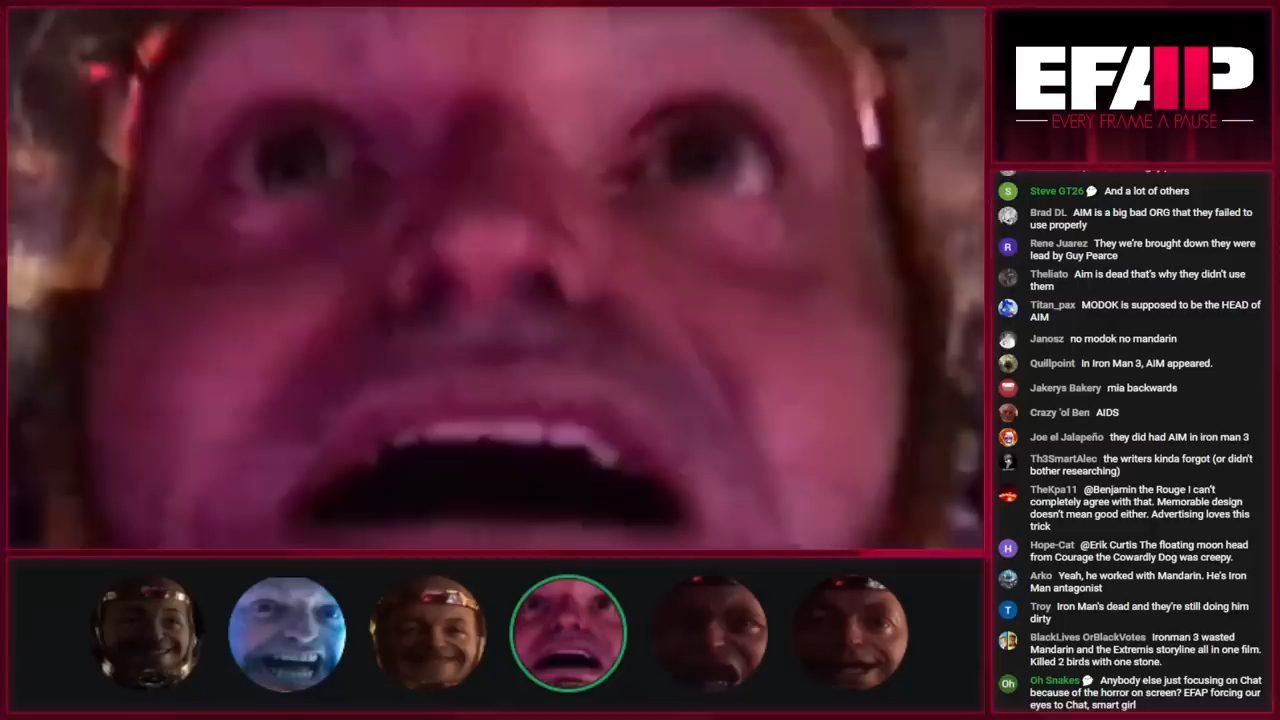 EFAP
EVERY FRAME A PAUSE
S Steve GT26 And a lot of others
Brad DL AIM is a big bad ORG that they failed to
use properly
R Rene Juarez They we're brought down they were
lead by Guy Pearce
Theliato Aim is dead that's why they didn't use
them
Titan_pax MODOK is supposed to be the HEAD of
AIM
Janosz no modok no mandarin
Quillpoint In Iron Man 3, AIM appeared.
Jakerys Bakery mia backwards
Crazy 'ol Ben AIDS
Joe el Jalapeño they did had AIM in iron man 3
Th3SmartAlec the writers kinda forgot (or didn't
bother researching)
TheKpa11 @Benjamin the Rouge I can't
completely agree with that. Memorable design
doesn't mean good either. Advertising loves this
trick
H Hope-Cat @Erik Curtis The floating moon head
from Courage the Cowardly Dog was creepy.
Arko Yeah, he worked with Mandarin. He's Iron
Man antagonist
T Troy Iron Man's dead and they're still doing him
dirty
BlackLives OrBlackVotes Ironman 3 wasted
Mandarin and the Extremis storyline all in one film.
Killed 2 birds with one stone.
Oh Oh Snakes Anybody else just focusing on Chat
because of the horror on screen? EFAP forcing our
eyes to Chat, smart girl